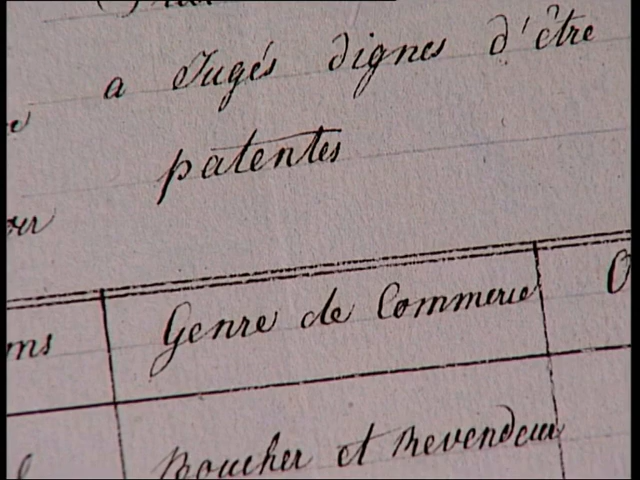 a Jugés dignes d'être
patentes
Genre de Commerce
Boucher et Revendeur